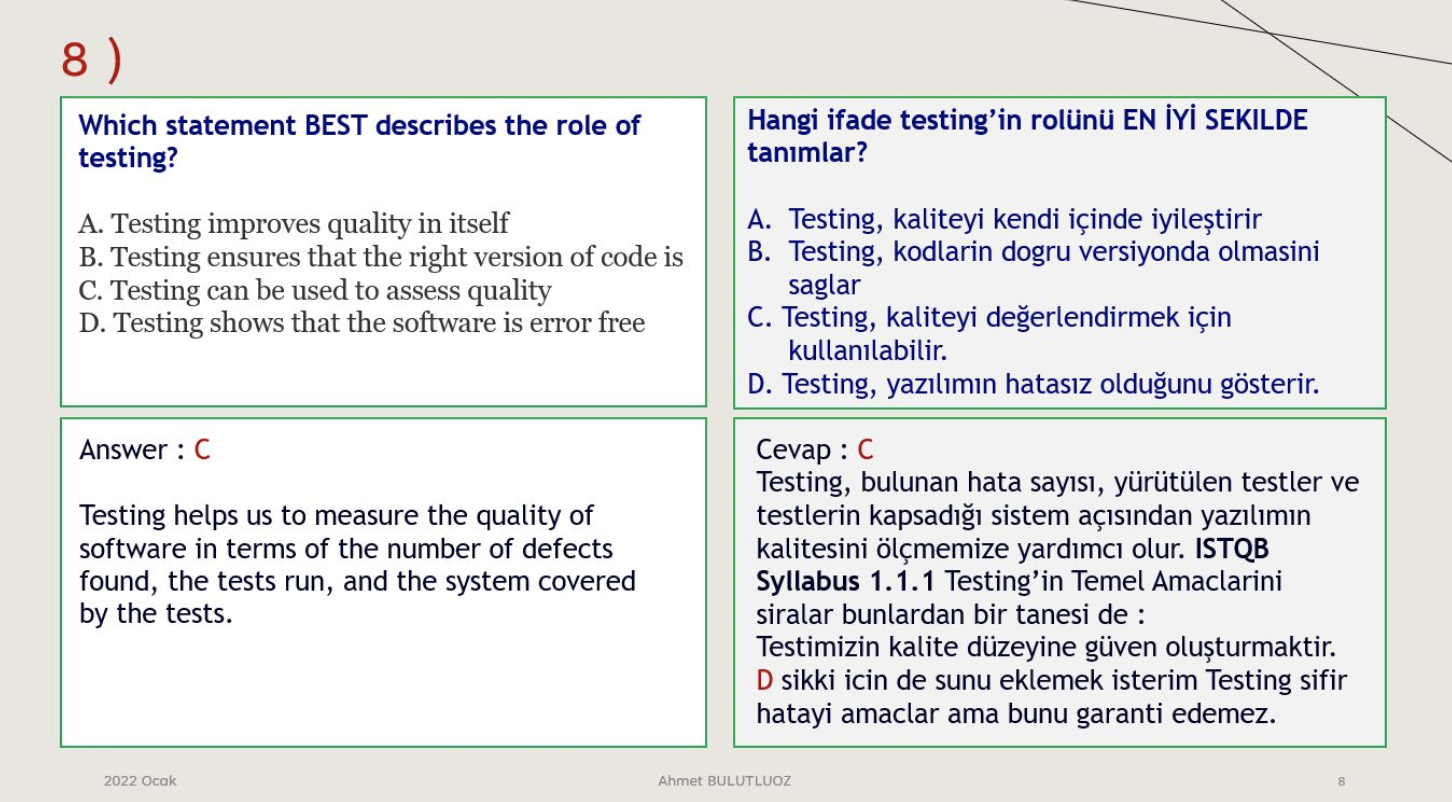 8 )
Which statement BEST describes the role of
testing?
A. Testing improves quality in itself
B. Testing ensures that the right version of code is
C. Testing can be used to assess quality
D. Testing shows that the software is error free
Hangi ifade testing’in rolünü EN İYİ SEKILDE
tanımlar?
A. Testing, kaliteyi kendi içinde iyileştirir
B. Testing, kodlarin dogru versiyonda olmasini
saglar
C. Testing, kaliteyi değerlendirmek için
kullanılabilir.
D. Testing, yazılımın hatasız olduğunu gösterir.
Answer : C
Testing helps us to measure the quality of
software in terms of the number of defects
found, the tests run, and the system covered
by the tests.
Cevap : C
Testing, bulunan hata sayısı, yürütülen testler ve
testlerin kapsadığı sistem açısından yazılımın
kalitesini ölçmemize yardımcı olur. ISTQB
Syllabus 1.1.1 Testing’in Temel Amaclarini
siralar bunlardan bir tanesi de :
Testimizin kalite düzeyine güven oluşturmaktir.
D sikki icin de sunu eklemek isterim Testing sifir
hatayi amaclar ama bunu garanti edemez.
2022 Ocak
Ahmet BULUTLUOZ
8